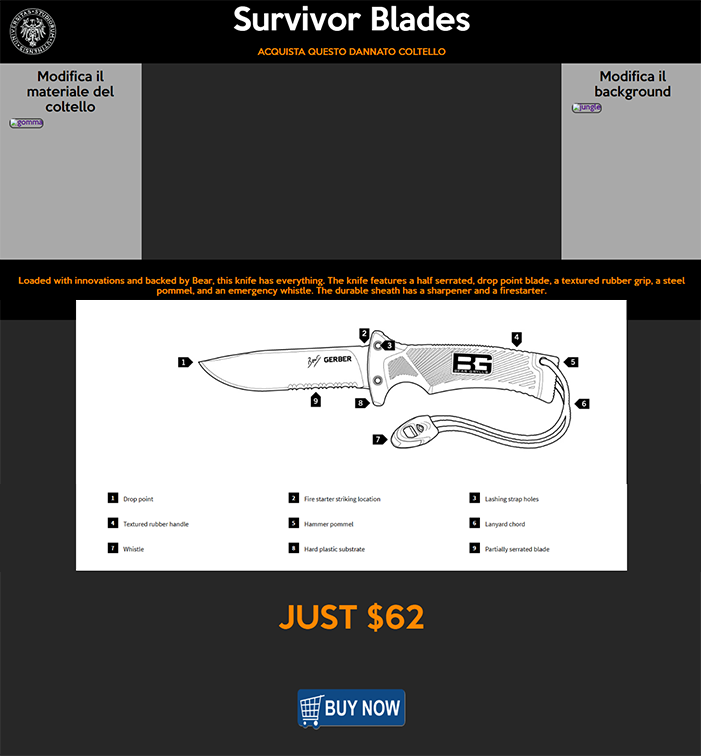 Survivor Blades
ACQUISTA QUESTO DANNATO COLTELLO
Modifica il
materiale del
coltello
gomma
Modifica il
background
jungle
Loaded with innovations and backed by Bear, this knife has everything. The knife features a half serrated, drop point blade, a textured rubber grip, a steel
pommel, and an emergency whistle. The durable sheath has a sharpener and a firestarter.
2
4
3
1
GERBER
BG
BEAR GRYLLS
5
9
8
6
7
1 Drop point
2 Fire starter striking location
3 Lashing strap holes
4 Textured rubber handle
5 Hammer pommel
6 Lanyard chord
7 Whistle
8 Hard plastic substrate
9 Partially serrated blade
JUST $62
BUY NOW